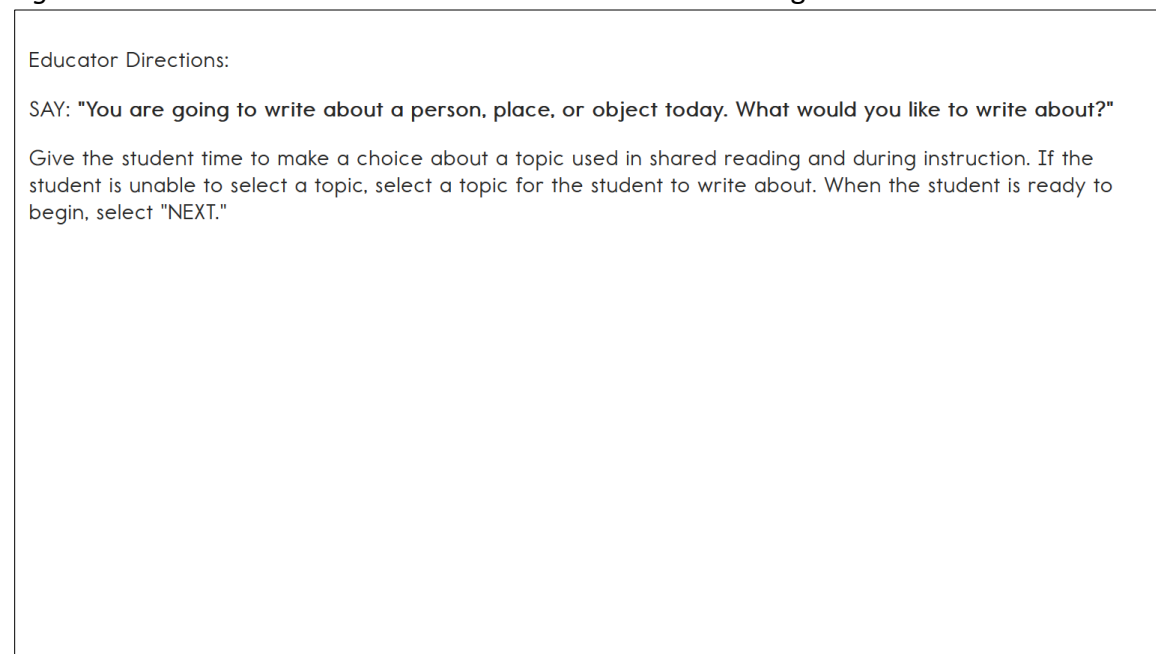 Educator Directions:
SAY: "You are going to write about a person, place, or object today. What would you like to write about?"
Give the student time to make a choice about a topic used in shared reading and during instruction. If the
student is unable to select a topic, select a topic for the student to write about. When the student is ready to
begin, select "NEXT."